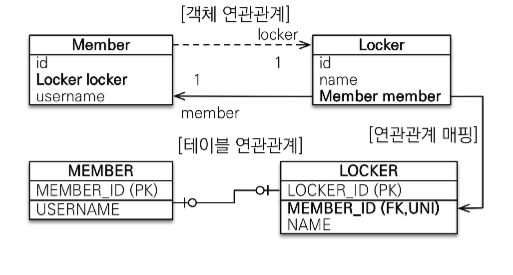 [객체 연관관계]
locker
Member
id
Locker locker
username
1
1
member
Locker
id
name
Member member
[연관관계 매핑]
[테이블 연관관계]
MEMBER
MEMBER_ID (PK)
USERNAME
LOCKER
LOCKER_ID (PK)
MEMBER_ID (FK,UNI)
NAME